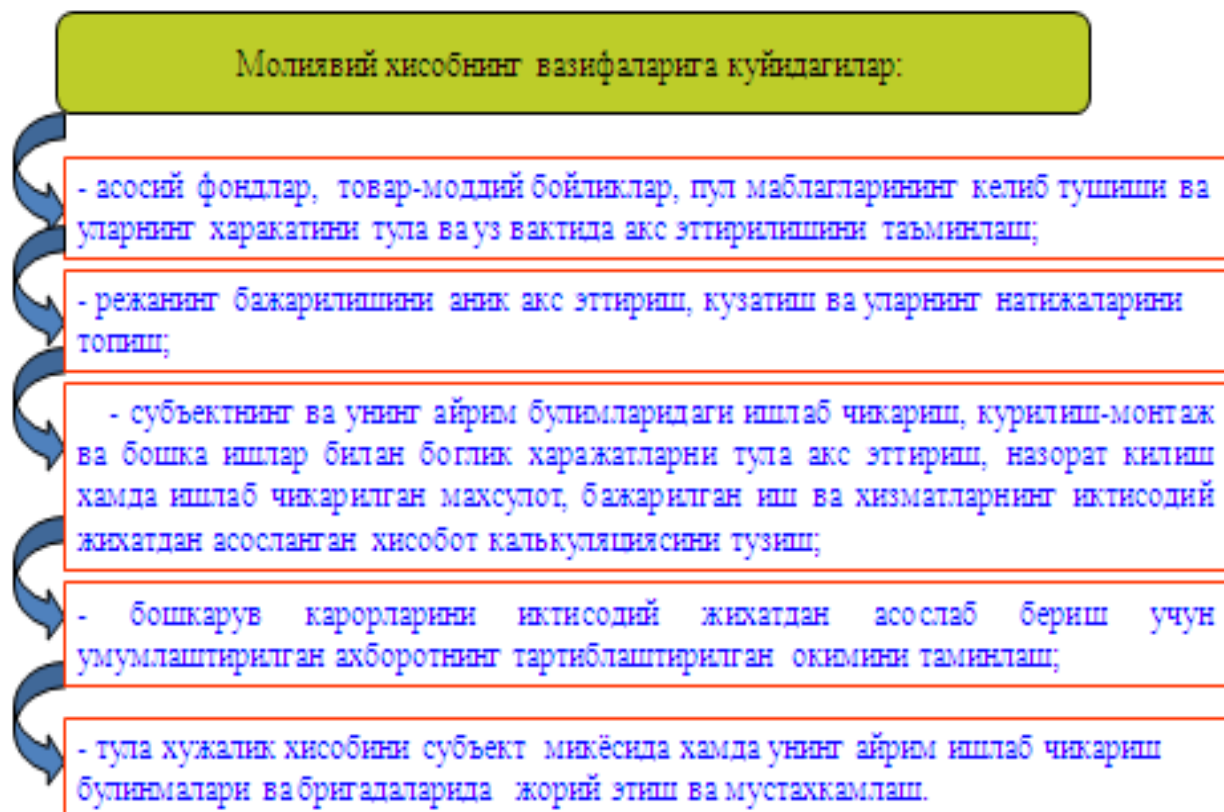 Молиявий хисобнинг вазифаларига куйидагилар:
- асосий фондлар, товар-моддий бойликлар, пул маблагларининг келиб тушиши ва
уларнинг харакатини тула ва уз вактида акс эттирилишини таъминлаш;
- режанинг бажарилишини аник акс эттириш, кузатиш ва уларнинг натижаларини
топиш;
- субъектнинг ва унинг айрим булимларидаги ишлаб чикариш, курилиш-монтаж
ва бошка ишлар билан боглик харажатларни тула акс эттириш, назорат килиш
хамда ишлаб чикарилган махсулот, бажарилган иш ва хизматларнинг иктисодий
жихатдан асосланган хисобот калькуляциясини тузиш;
- бошкарув карорларини иктисодий жихатдан асослаб бериш учун
умумлаштирилган ахборотнинг тартиблаштирилган окимини таминлаш;
- тула хужалик хисобини субъект микёсида хамда унинг айрим ишлаб чикариш
булинмалари ва бригадаларида жорий этиш ва мустахкамлаш.